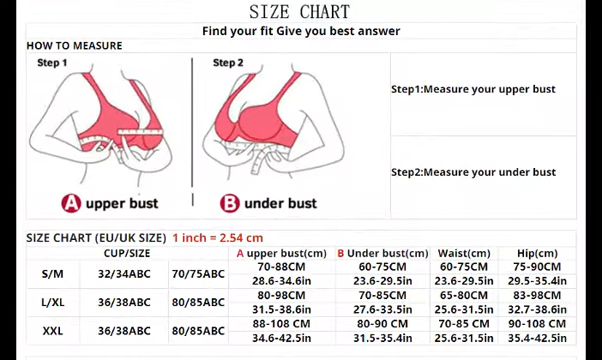 SIZE CHART
Find your fit Give you best answer
HOW TO MEASURE
Step 1
Step 2
Step1:Measure your upper bust
Step2:Measure your under bust
A upper bust
B under bust
SIZE CHART (EU/UK SIZE) 1 inch = 2.54 cm
CUP/SIZE A upper bust(cm) B Under bust(cm) Waist(cm) Hip(cm)
S/M 32/34ABC 70/75ABC 70-88CM 60-75CM 60-75CM 75-90CM
28.6-34.6in 23.6-29.5in 23.6-29.5in 29.5-35.4in
L/XL 36/38ABC 80/85ABC 80-98CM 70-85CM 65-80CM 83-98CM
31.5-38.6in 27.6-33.5in 25.6-31.5in 32.7-38.6in
XXL 36/38ABC 80/85ABC 88-108 CM 80-90 CM 70-85 CM 90-108 CM
34.6-42.5in 31.5-35.4in 25.6-31.5in 35.4-42.5in